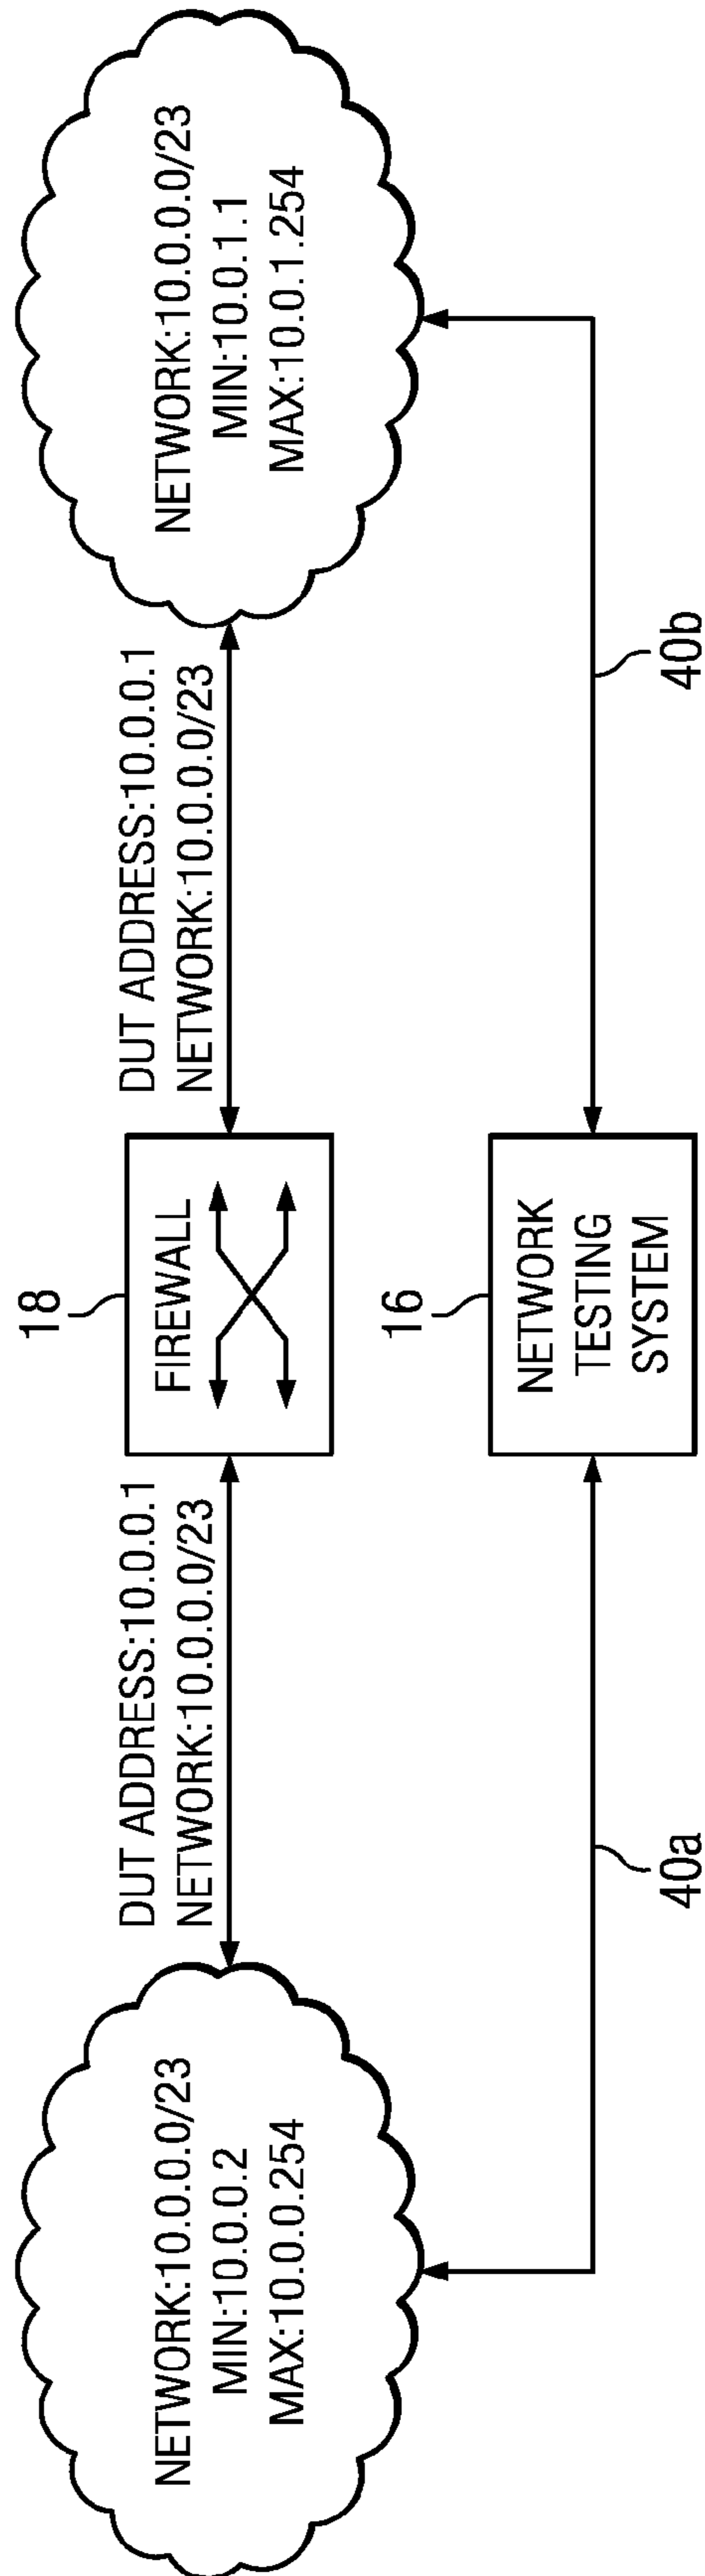 NETWORK:10.0.0.0/23
MIN:10.0.0.2
MAX:10.0.0.254
DUT ADDRESS:10.0.0.1
NETWORK:10.0.0.0/23
18
FIREWALL
DUT ADDRESS:10.0.0.1
NETWORK:10.0.0.0/23
NETWORK:10.0.0.0/23
MIN:10.0.1.1
MAX:10.0.1.254
40a
16
NETWORK
TESTING
SYSTEM
40b